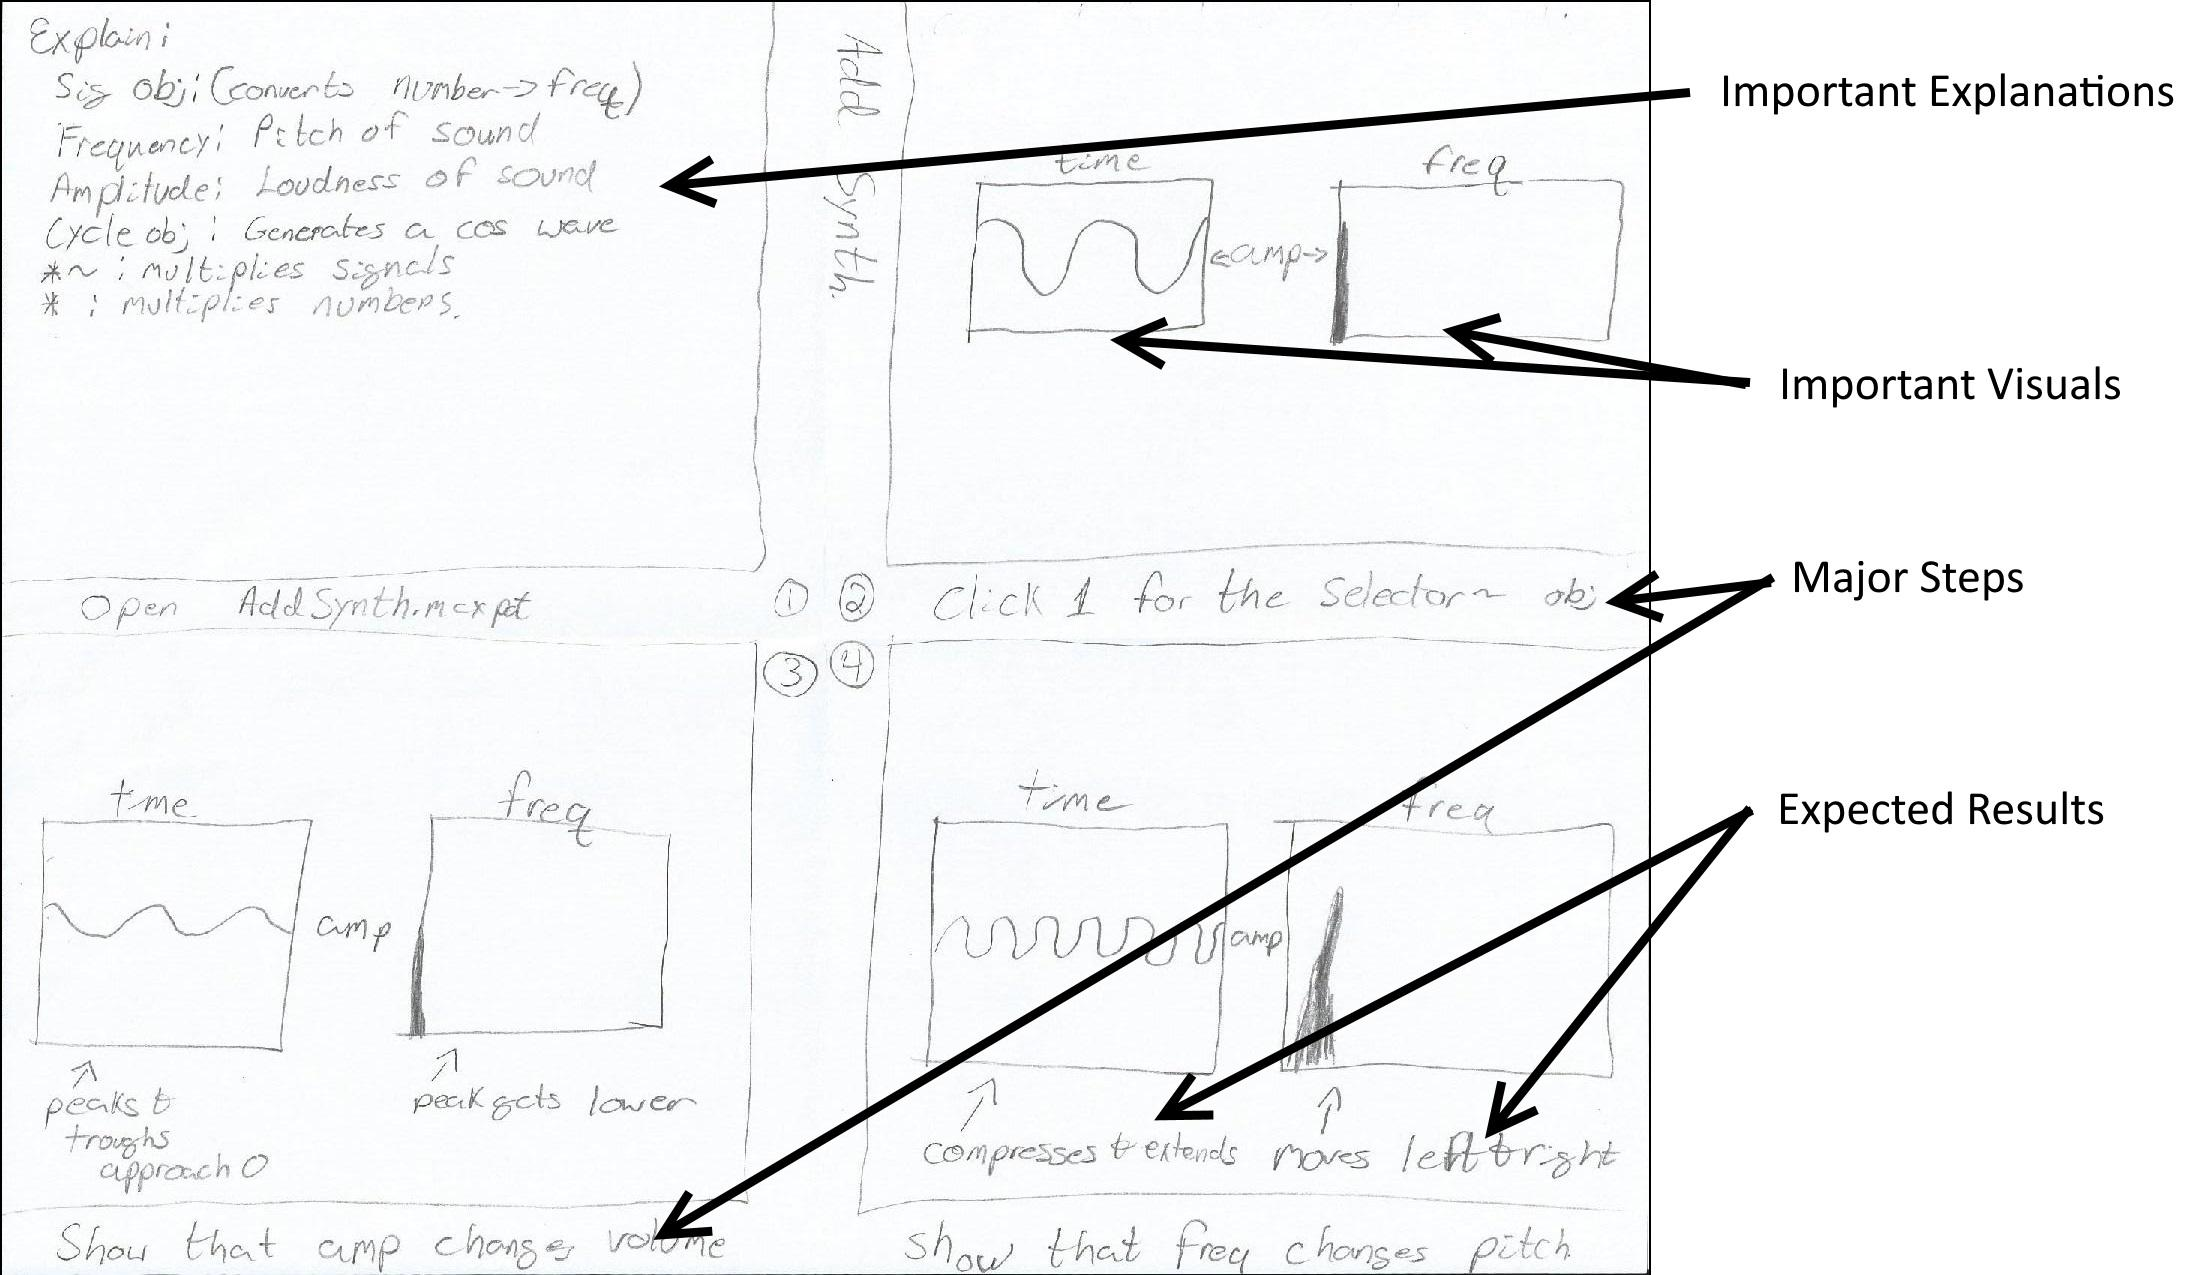 Explain:
Sig obj: (converts number->freq)
Frequency: Pitch of sound
Amplitude: Loudness of sound
Cycle obj: Generates a cos wave
*~ : multiplies signals
* : multiplies numbers.
Open AddSynth.maxpat
1
Add Synth.
time
freq
<-amp->
2
Click 1 for the Selector~ obj
3
time
freq
amp
peaks &
troughs
approach 0
peak gets lower
Show that amp changes volume
4
time
freq
amp
compresses & extends
moves left & right
Show that freq changes pitch
Important Explanations
Important Visuals
Major Steps
Expected Results